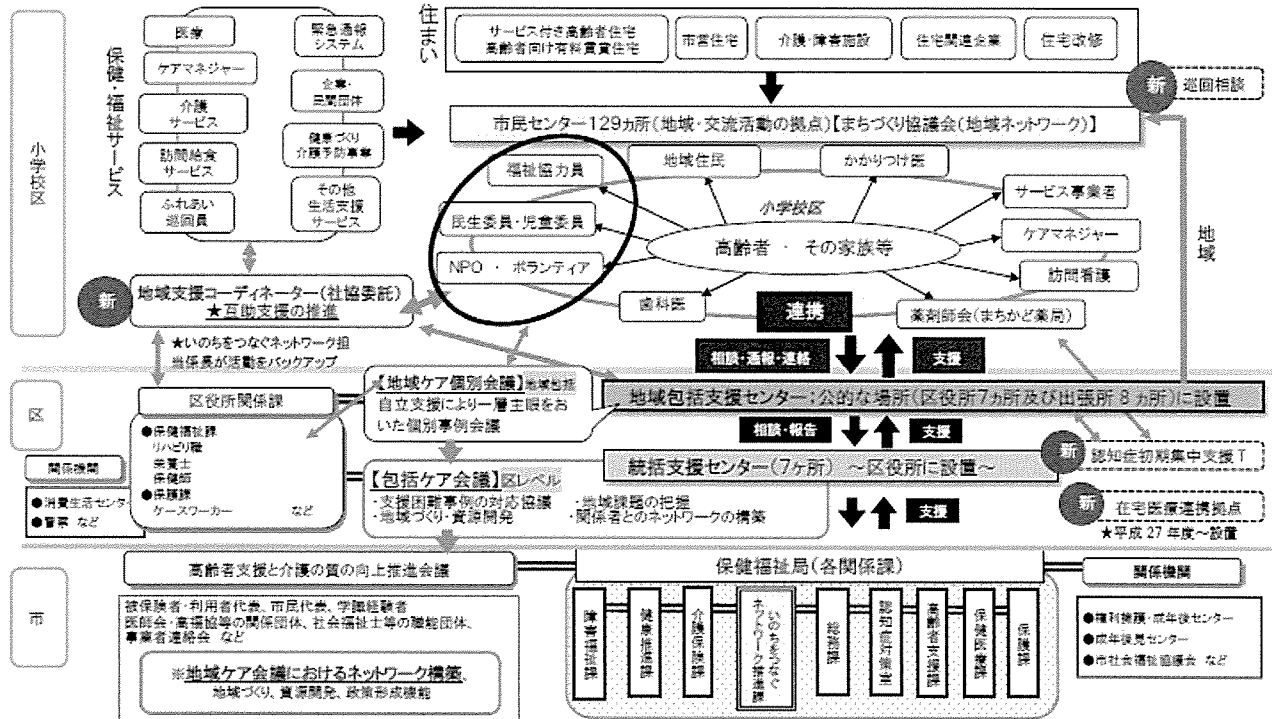 小学校区
保健・福祉サービス
医療
ケアマネジャー
介護
サービス
訪問給食
サービス
ふれあい
巡回員
緊急通報
システム
企業・
民間団体
健康づくり
介護予防事業
その他
生活支援
サービス
住まい
サービス付き高齢者住宅
高齢者向け有料賃貸住宅
市営住宅
介護・障害施設
住宅関連企業
住宅改修
新
巡回相談
市民センター129ヵ所(地域・交流活動の拠点)【まちづくり協議会(地域ネットワーク)】
福祉協力員
民生委員・児童委員
NPO ・ ボランティア
地域住民
かかりつけ医
サービス事業者
ケアマネジャー
訪問看護
薬剤師会(まちかど薬局)
歯科医
小学校区
高齢者 ・ その家族等
地域
連携
新
地域支援コーディネーター(社協委託)
★互助支援の推進
★いのちをつなぐネットワーク担
当係長が活動をバックアップ
相談・通報・連絡
支援
区
区役所関係課
●保健福祉課
リハビリ職
栄養士
保健師
●保護課
ケースワーカー など
関係機関
●消費生活センタ
●警察 など
【地域ケア個別会議】地域包括
自立支援により一層主眼をお
いた個別事例会議
地域包括支援センター:公的な場所(区役所7ヵ所及び出張所8ヵ所)に設置
相談・報告
支援
【包括ケア会議】区レベル
・支援困難事例の対応協議 ・地域課題の把握
・地域づくり・資源開発 ・関係者とのネットワークの構築
統括支援センター(7ヶ所) ~区役所に設置~
支援
新
認知症初期集中支援T
新
在宅医療連携拠点
★平成27年度~設置
市
高齢者支援と介護の質の向上推進会議
被保険者・利用者代表、市民代表、学識経験者
医師会・高福協等の関係団体、社会福祉士等の職能団体、
事業者連絡会 など
※地域ケア会議におけるネットワーク構築、
地域づくり、資源開発、政策形成機能
保健福祉局(各関係課)
障害福祉課
健康推進課
介護保険課
いのちをつなぐ
ネットワーク推進課
総務課
認知症対策室
高齢者支援課
保健医療課
保護課
関係機関
●権利擁護・成年後センター
●成年後見センター
●市社会福祉協議会 など